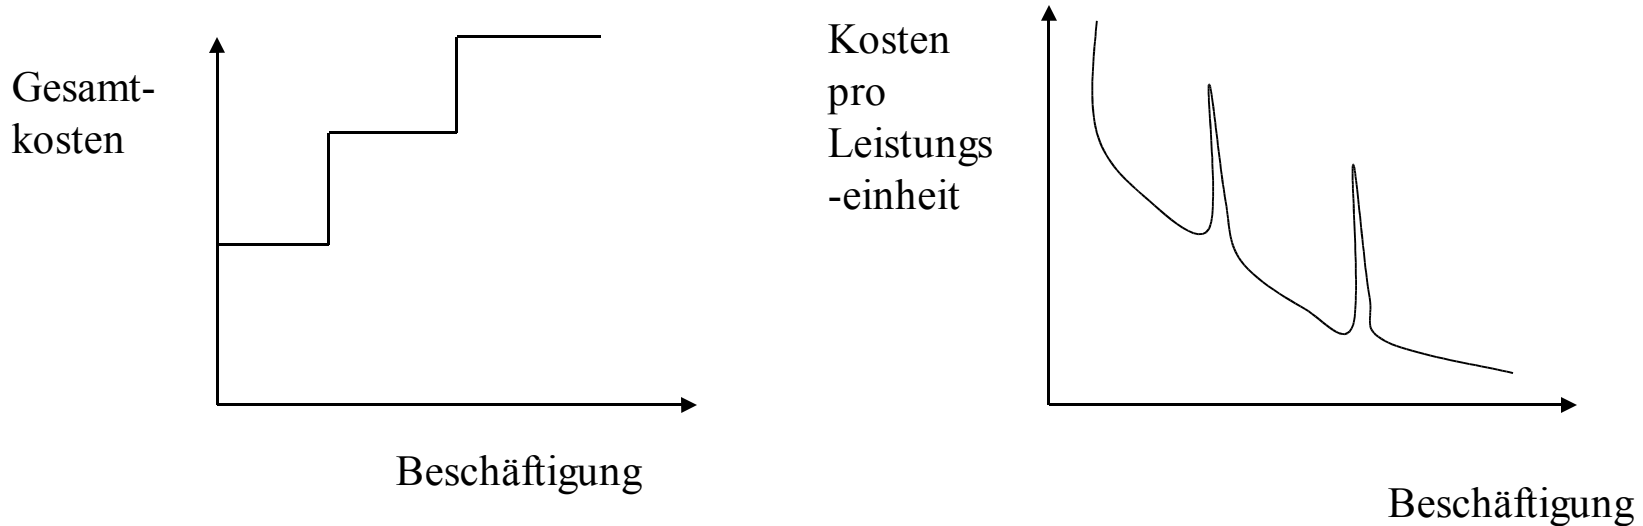 Gesamt-
kosten
Beschäftigung
Kosten
pro
Leistungs
-einheit
Beschäftigung